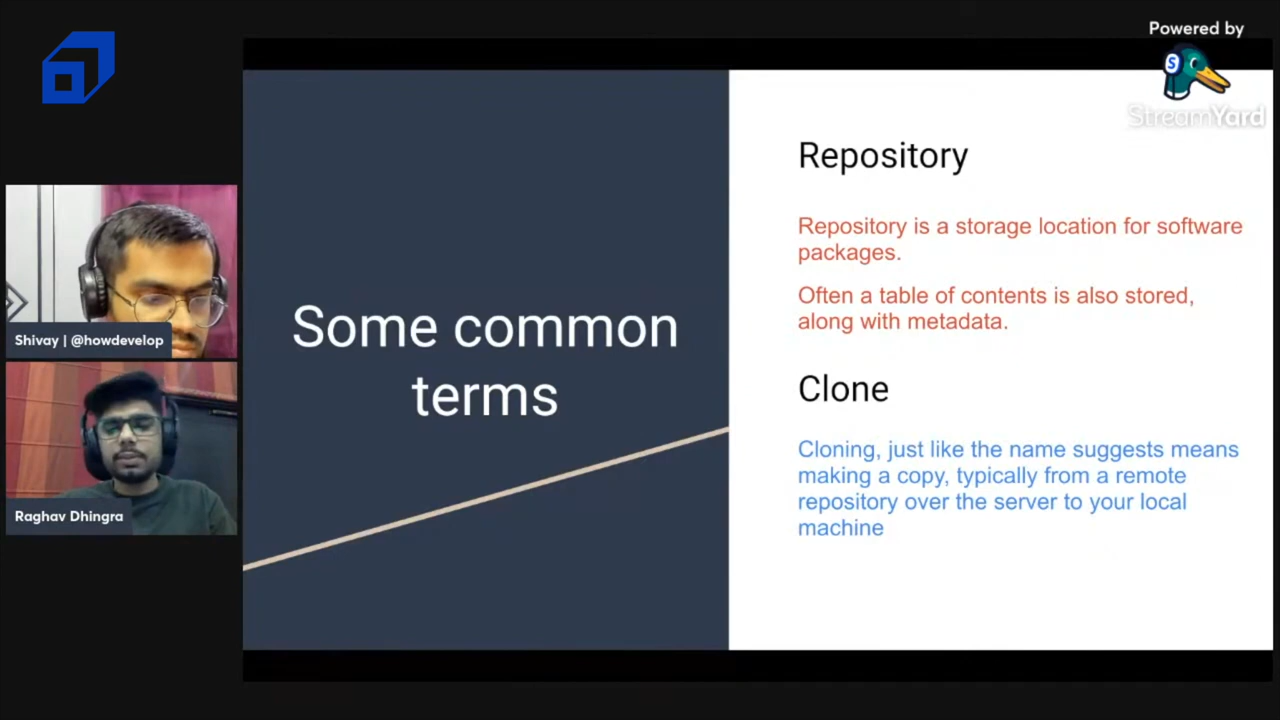 Powered by
S
StreamYard
Shivay | @howdevelop
Raghav Dhingra
Some common
terms
Repository
Repository is a storage location for software
packages.
Often a table of contents is also stored,
along with metadata.
Clone
Cloning, just like the name suggests means
making a copy, typically from a remote
repository over the server to your local
machine